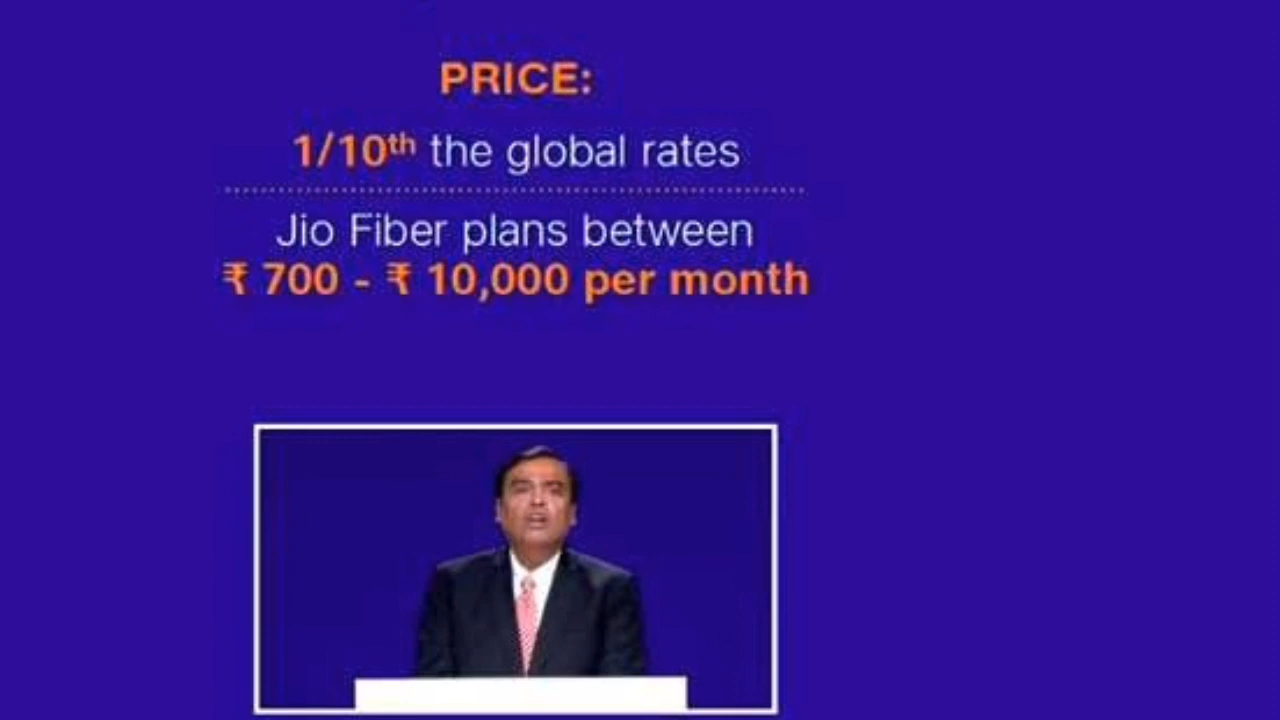 PRICE:
1/10th the global rates
Jio Fiber plans between
₹ 700 - ₹ 10,000 per month